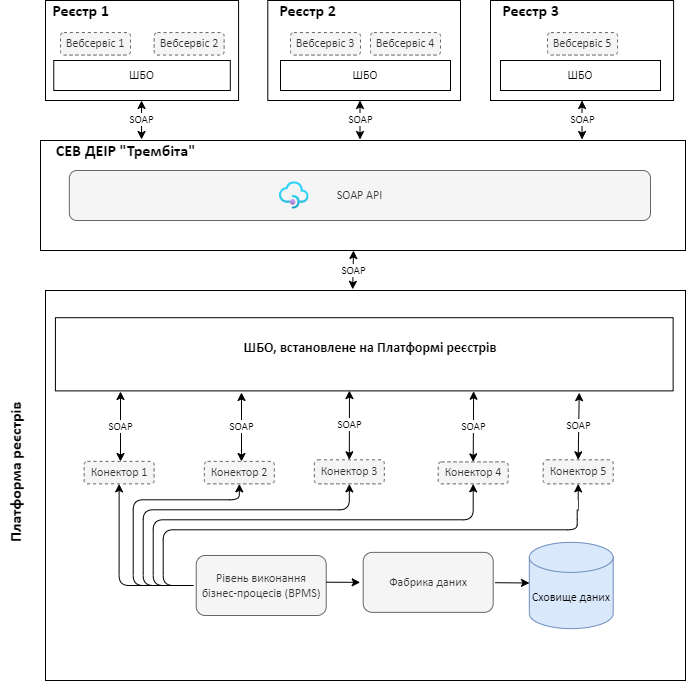 Реєстр 1
Реєстр 2
Реєстр 3
Вебсервіс 1
Вебсервіс 2
Вебсервіс 3
Вебсервіс 4
Вебсервіс 5
ШБО
ШБО
ШБО
SOAP
SOAP
SOAP
СЕВ ДЕІР "Трембіта"
SOAP API
SOAP
Платформа реєстрів
ШБО, встановлене на Платформі реєстрів
SOAP
SOAP
SOAP
SOAP
SOAP
Конектор 1
Конектор 2
Конектор 3
Конектор 4
Конектор 5
Рівень виконання
бізнес-процесів (BPMS)
Фабрика даних
Сховище даних